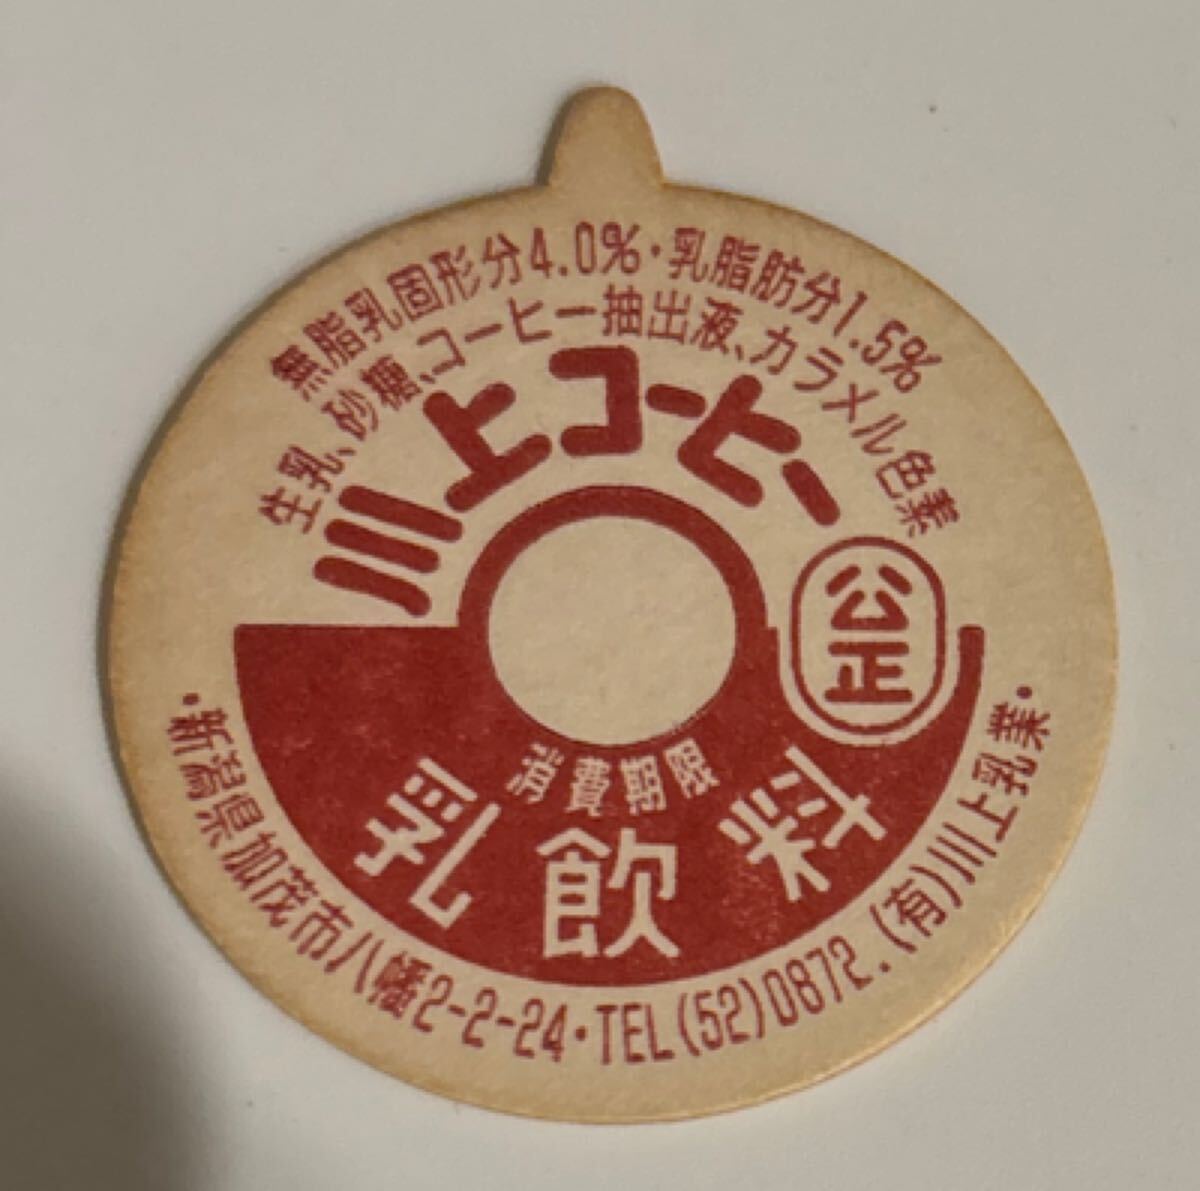 無脂乳固形分4.0%・乳脂肪分1.5%
生乳、砂糖、コーヒー抽出液、カラメル色素
川上コーヒー
公正
消費期限
乳飲料
・新潟県加茂市八幡2-2-24・TEL(52)0872.(有)川上乳業・